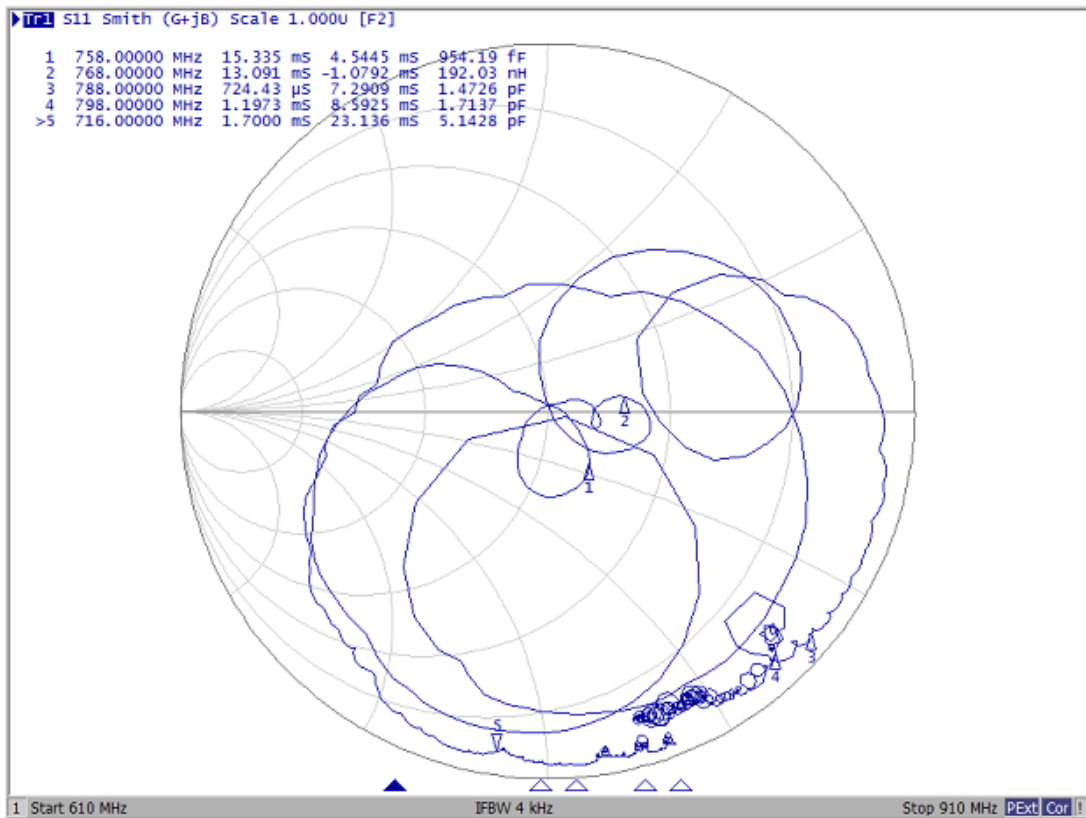 Tr1 S11 Smith (G+jB) Scale 1.000U [F2]
1 758.00000 MHz 15.335 mS 4.5445 mS 954.19 fF
2 768.00000 MHz 13.091 mS -1.0792 mS 192.03 nH
3 788.00000 MHz 724.43 µS 7.2909 mS 1.4726 pF
4 798.00000 MHz 1.1973 mS 8.5925 mS 1.7137 pF
>5 716.00000 MHz 1.7000 mS 23.136 mS 5.1428 pF
2
1
3
4
5
1 Start 610 MHz IFBW 4 kHz Stop 910 MHz PExt Cor !